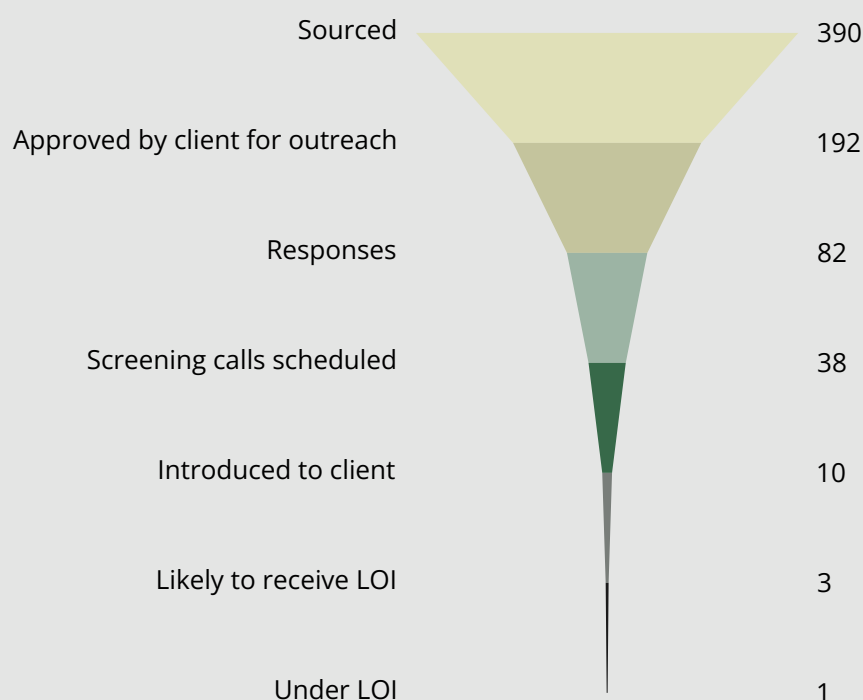 Sourced 390
Approved by client for outreach 192
Responses 82
Screening calls scheduled 38
Introduced to client 10
Likely to receive LOI 3
Under LOI 1